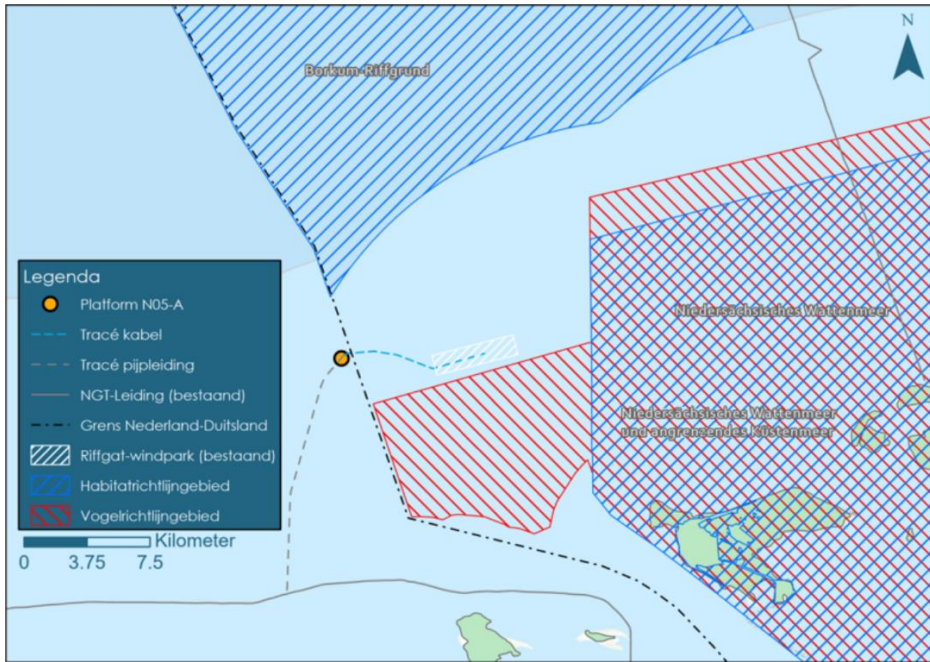 Borkum-Riffgrund
N
Legenda
Platform N05-A
Tracé kabel
Tracé pijpleiding
NGT-Leiding (bestaand)
Grens Nederland-Duitsland
Riffgat-windpark (bestaand)
Habitatrichtlijngebied
Vogelrichtlijngebied
Kilometer
0 3.75 7.5
Niedersächsisches Wattenmeer
Niedersächsisches Wattenmeer
und angrenzendes Küstenmeer